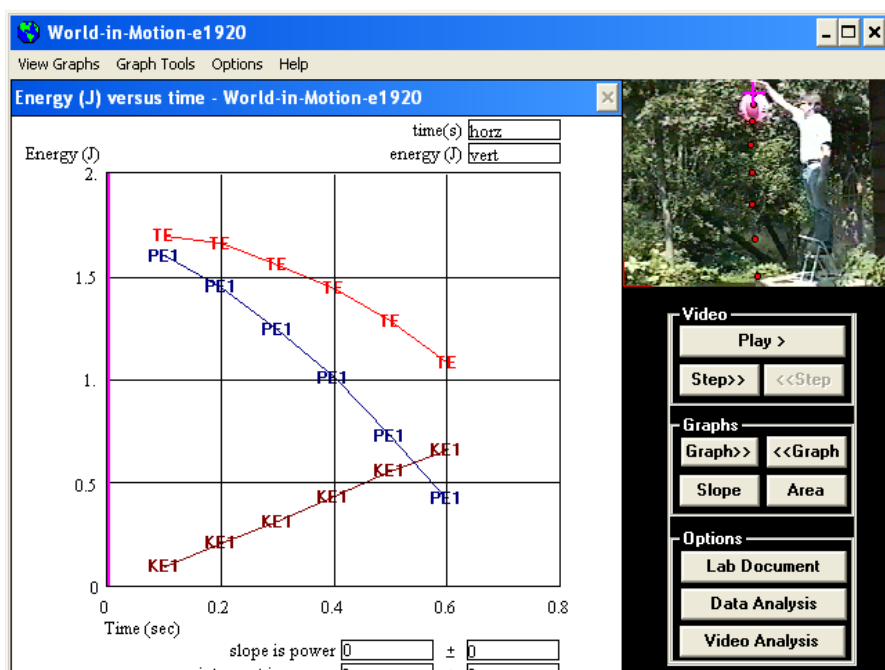 World-in-Motion-e1920
View Graphs Graph Tools Options Help
Energy (J) versus time - World-in-Motion-e1920
time(s) horz
Energy (J) energy (J) vert
2.
TE TE TE TE TE TE
PE1 PE1 PE1 PE1 PE1 PE1
KE1 KE1 KE1 KE1 KE1 KE1
1.5
1.
0.5
0
0 0.2 0.4 0.6 0.8
Time (sec)
slope is power 0 ± 0
Video
Play >
Step>> <<Step
Graphs
Graph>> <<Graph
Slope Area
Options
Lab Document
Data Analysis
Video Analysis